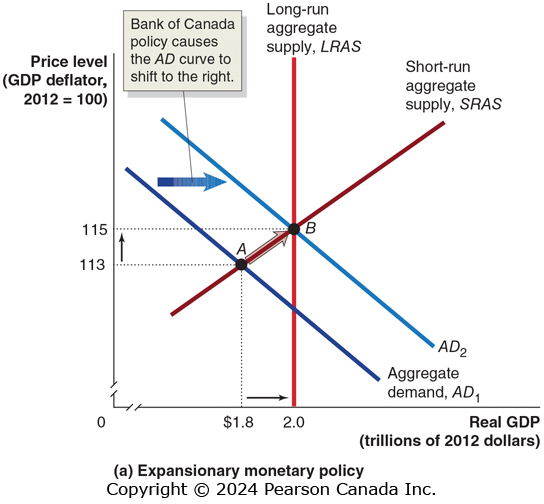 Bank of Canada
policy causes
the AD curve to
shift to the right.
Long-run
aggregate
supply, LRAS
Price level
(GDP deflator,
2012 = 100)
Short-run
aggregate
supply, SRAS
115
B
A
113
AD₂
Aggregate
demand, AD₁
0
$1.8
2.0
Real GDP
(trillions of 2012 dollars)
(a) Expansionary monetary policy
Copyright © 2024 Pearson Canada Inc.